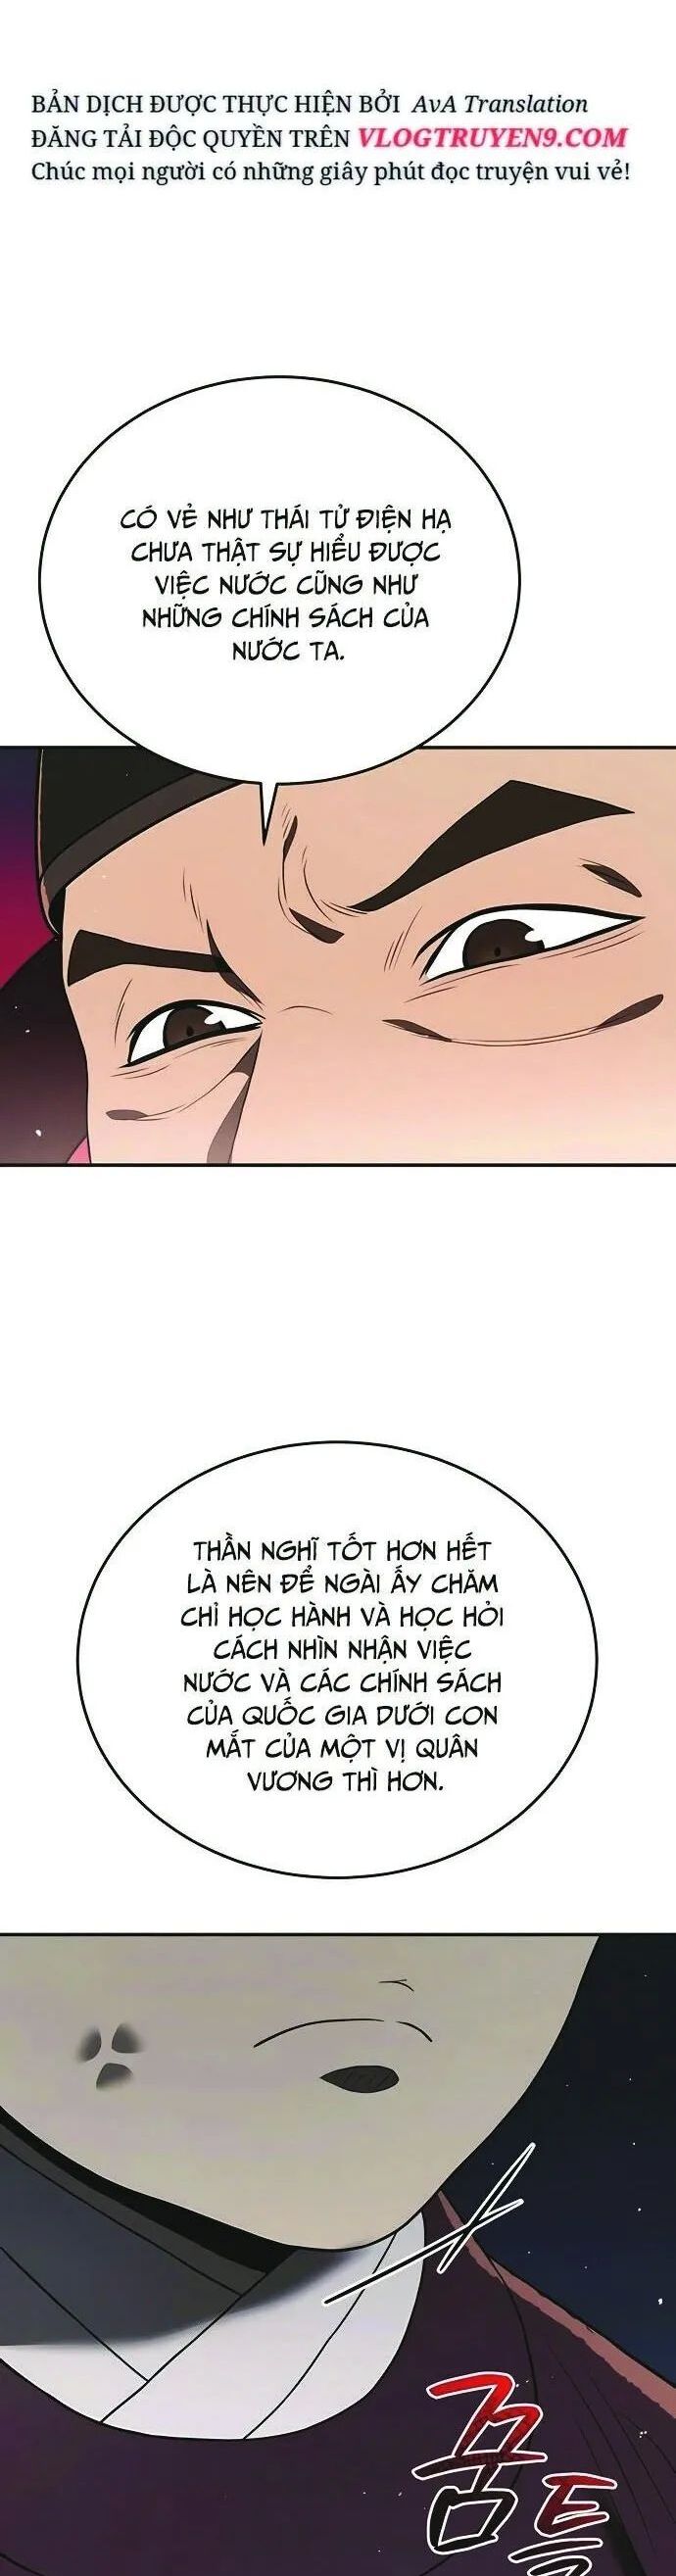 BẢN DỊCH ĐƯỢC THỰC HIỆN BỞI AvA Translation
ĐĂNG TẢI ĐỘC QUYỀN TRÊN VLOGTRUYEN9.COM
Chúc mọi người có những giây phút đọc truyện vui vẻ!
CÓ VẺ NHƯ THÁI TỬ ĐIỆN HẠ
CHƯA THẬT SỰ HIỂU ĐƯỢC
VIỆC NƯỚC CŨNG NHƯ
NHỮNG CHÍNH SÁCH CỦA
NƯỚC TA.
THẦN NGHĨ TỐT HƠN HẾT
LÀ NÊN ĐỂ NGÀI ẤY CHĂM
CHỈ HỌC HÀNH VÀ HỌC HỎI
CÁCH NHÌN NHẬN VIỆC
NƯỚC VÀ CÁC CHÍNH SÁCH
CỦA QUỐC GIA DƯỚI CON
MẮT CỦA MỘT VỊ QUÂN
VƯƠNG THÌ HƠN.
꿈틀